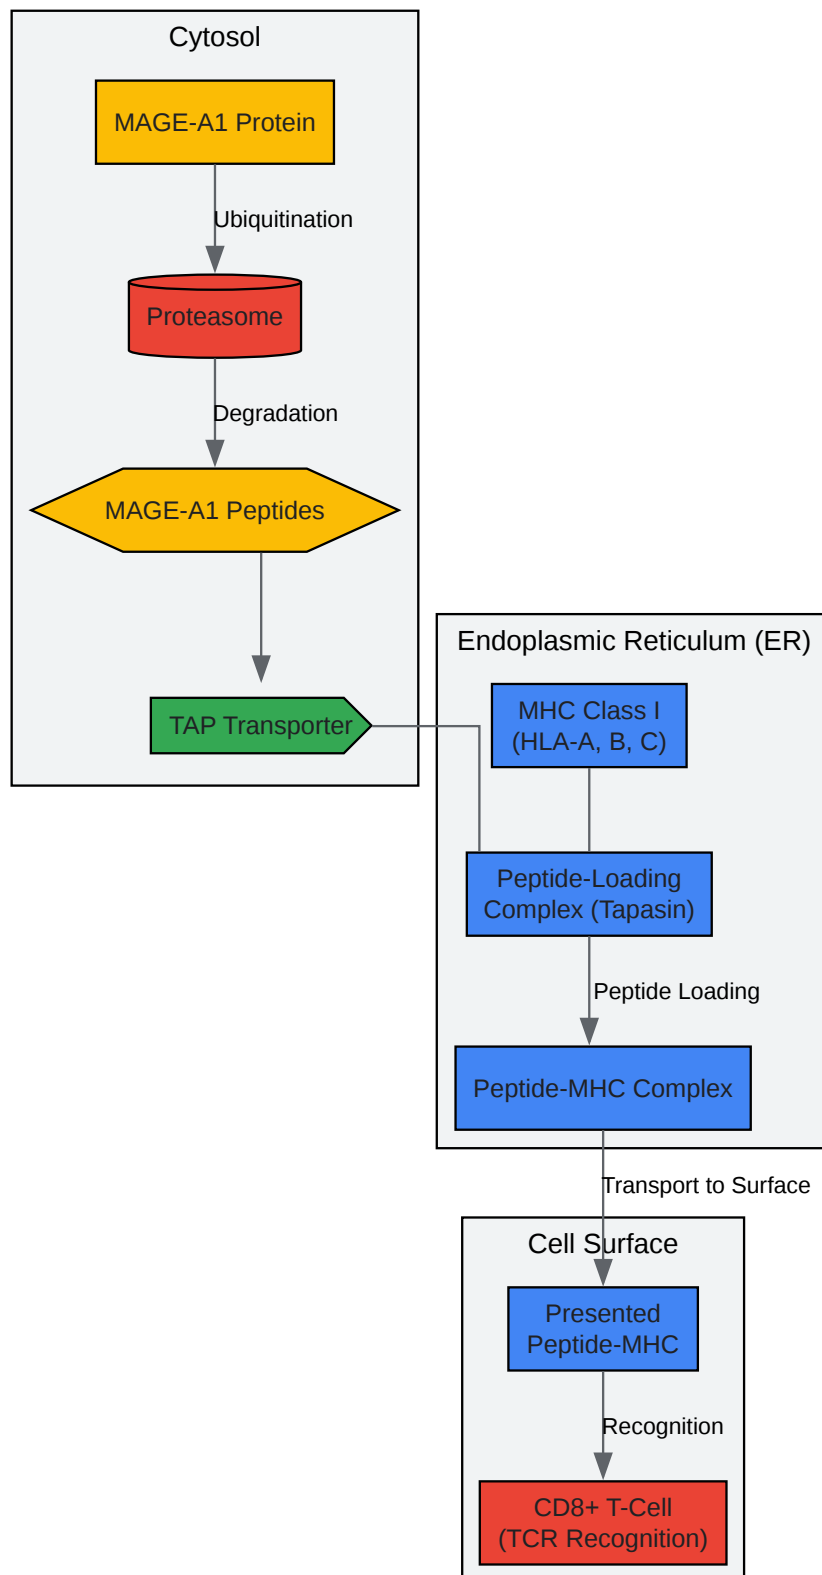 Cytosol
MAGE-A1 Protein
Ubiquitination
Proteasome
Degradation
MAGE-A1 Peptides
TAP Transporter
Endoplasmic Reticulum (ER)
MHC Class I
(HLA-A, B, C)
Peptide-Loading
Complex (Tapasin)
Peptide Loading
Peptide-MHC Complex
Transport to Surface
Cell Surface
Presented
Peptide-MHC
Recognition
CD8+ T-Cell
(TCR Recognition)